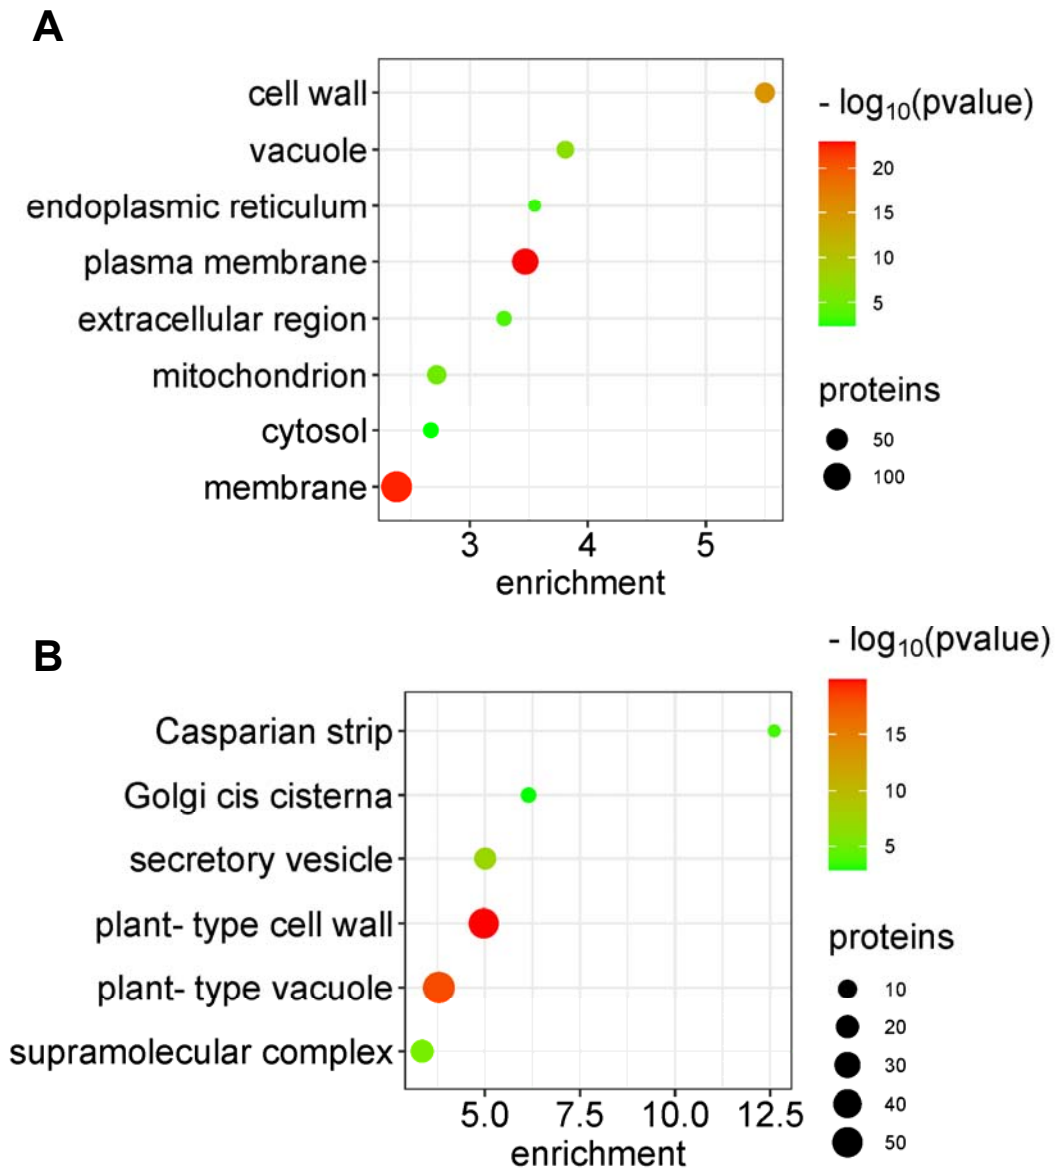 A
cell wall
vacuole
endoplasmic reticulum
plasma membrane
extracellular region
mitochondrion
cytosol
membrane
3 4 5
enrichment
- log10(pvalue)
20
15
10
5
proteins
50
100
B
Casparian strip
Golgi cis cisterna
secretory vesicle
plant- type cell wall
plant- type vacuole
supramolecular complex
5.0 7.5 10.0 12.5
enrichment
- log10(pvalue)
15
10
5
proteins
10
20
30
40
50